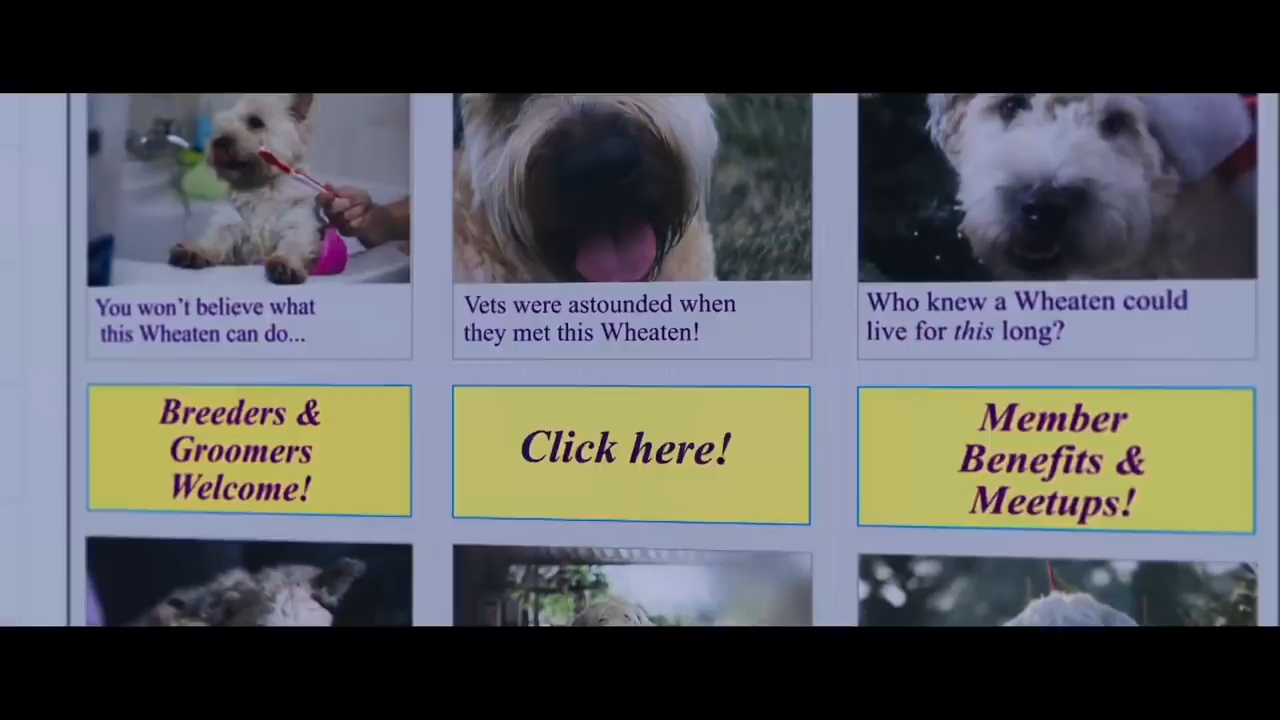 You won't believe what
this Wheaten can do...
Vets were astounded when
they met this Wheaten!
Who knew a Wheaten could
live for this long?
Breeders &
Groomers
Welcome!
Click here!
Member
Benefits &
Meetups!